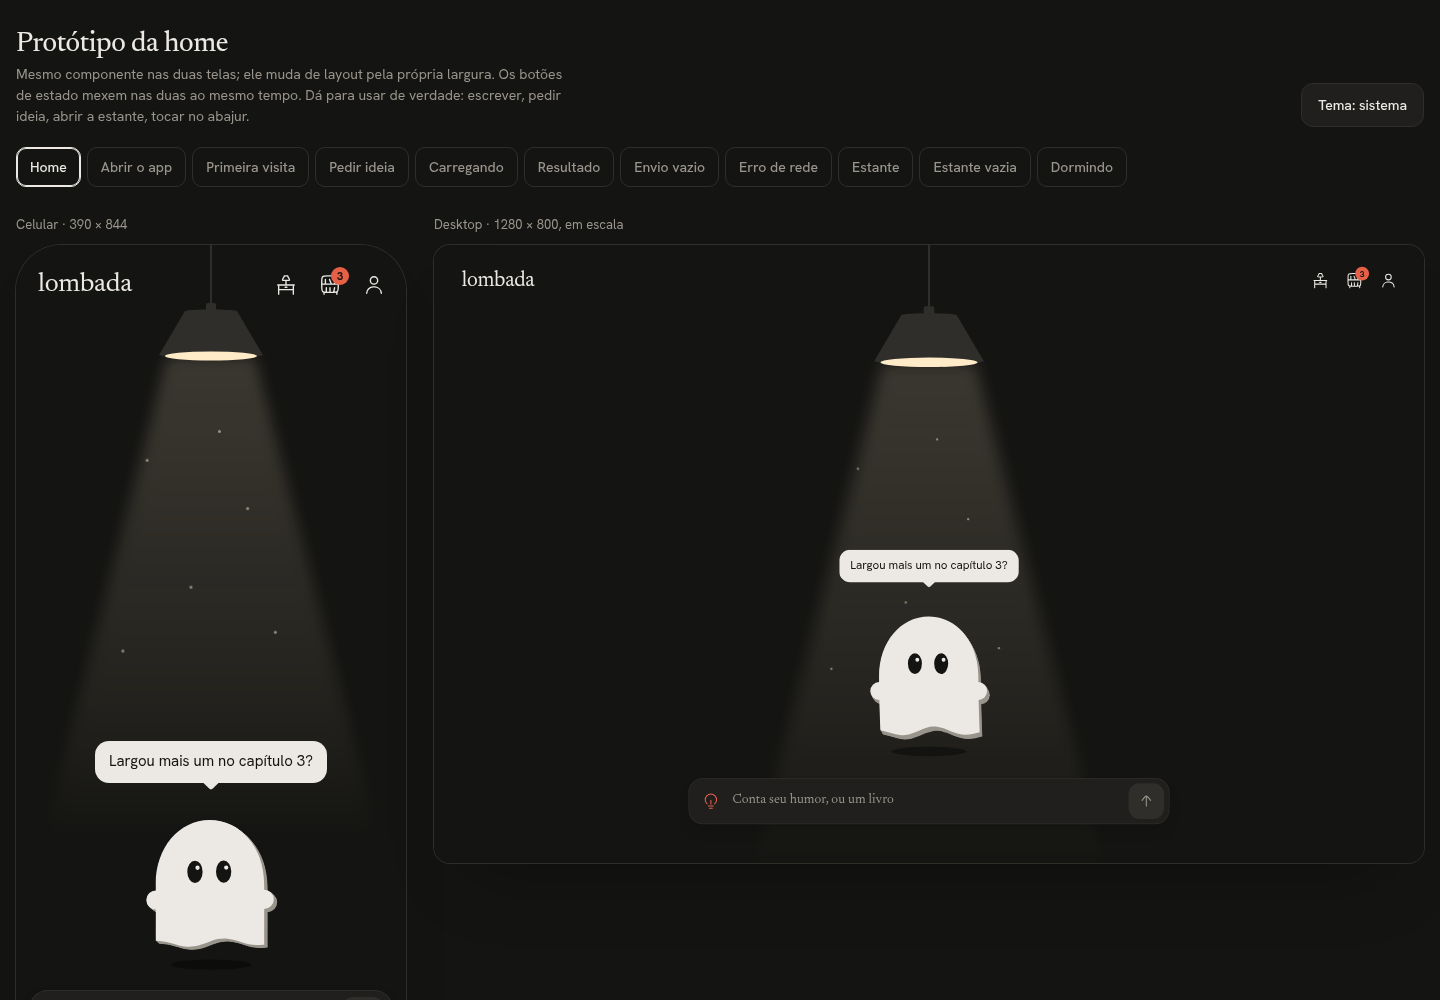 Protótipo da home
Mesmo componente nas duas telas; ele muda de layout pela própria largura. Os botões
de estado mexem nas duas ao mesmo tempo. Dá para usar de verdade: escrever, pedir
ideia, abrir a estante, tocar no abajur.
Tema: sistema
Home
Abrir o app
Primeira visita
Pedir ideia
Carregando
Resultado
Envio vazio
Erro de rede
Estante
Estante vazia
Dormindo
Celular · 390 × 844
Desktop · 1280 × 800, em escala
lombada
3
lombada
3
Largou mais um no capítulo 3?
Largou mais um no capítulo 3?
Conta seu humor, ou um livro